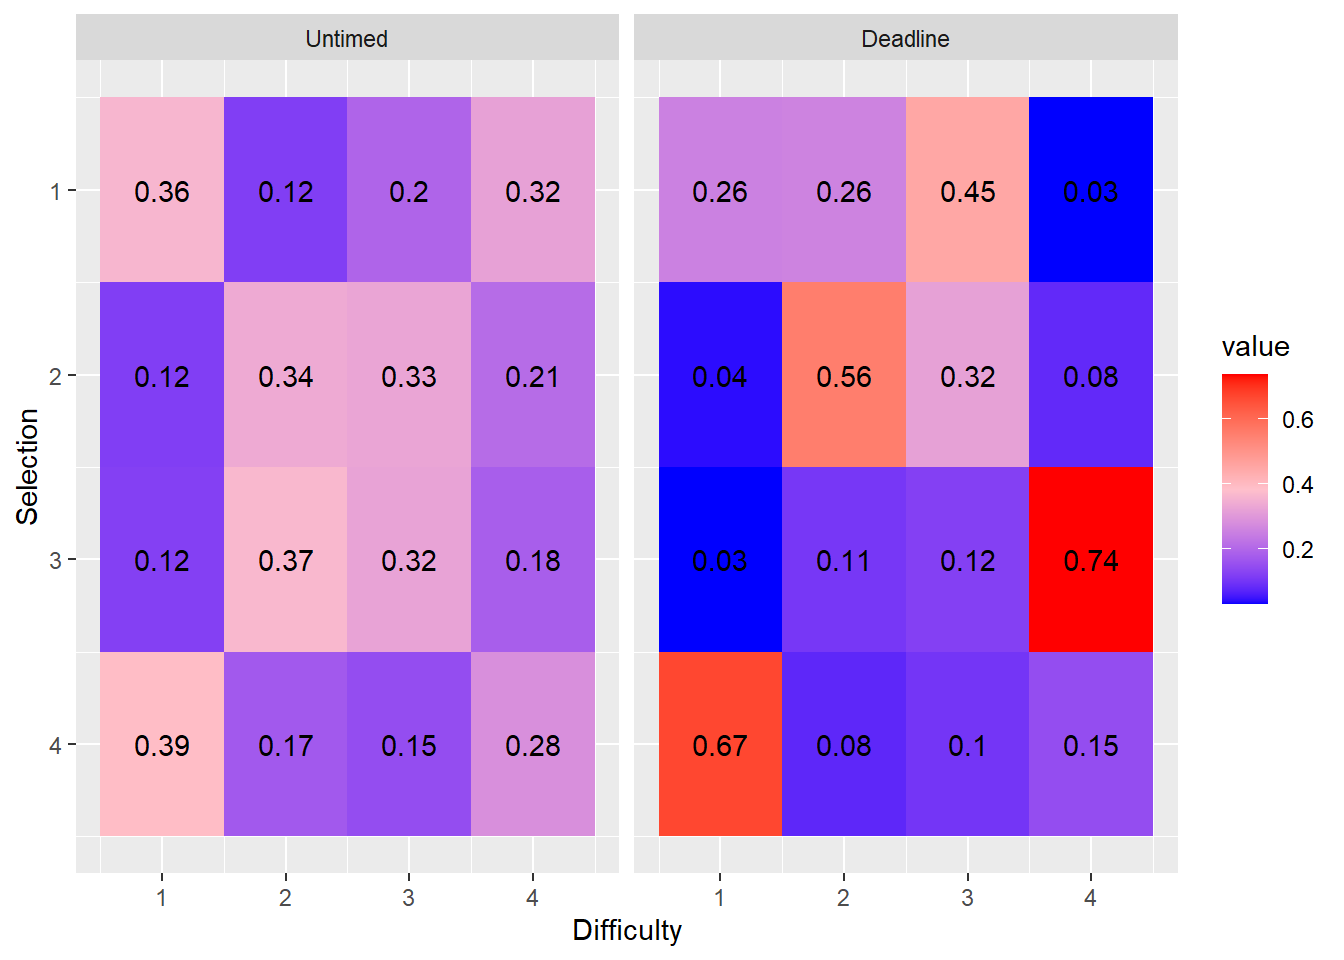 Untimed Deadline
1 0.36 0.12 0.2 0.32 0.26 0.26 0.45 0.03
2 0.12 0.34 0.33 0.21 0.04 0.56 0.32 0.08
3 0.12 0.37 0.32 0.18 0.03 0.11 0.12 0.74
4 0.39 0.17 0.15 0.28 0.67 0.08 0.1 0.15
1 2 3 4 1 2 3 4
Difficulty
Selection
value
0.6
0.4
0.2